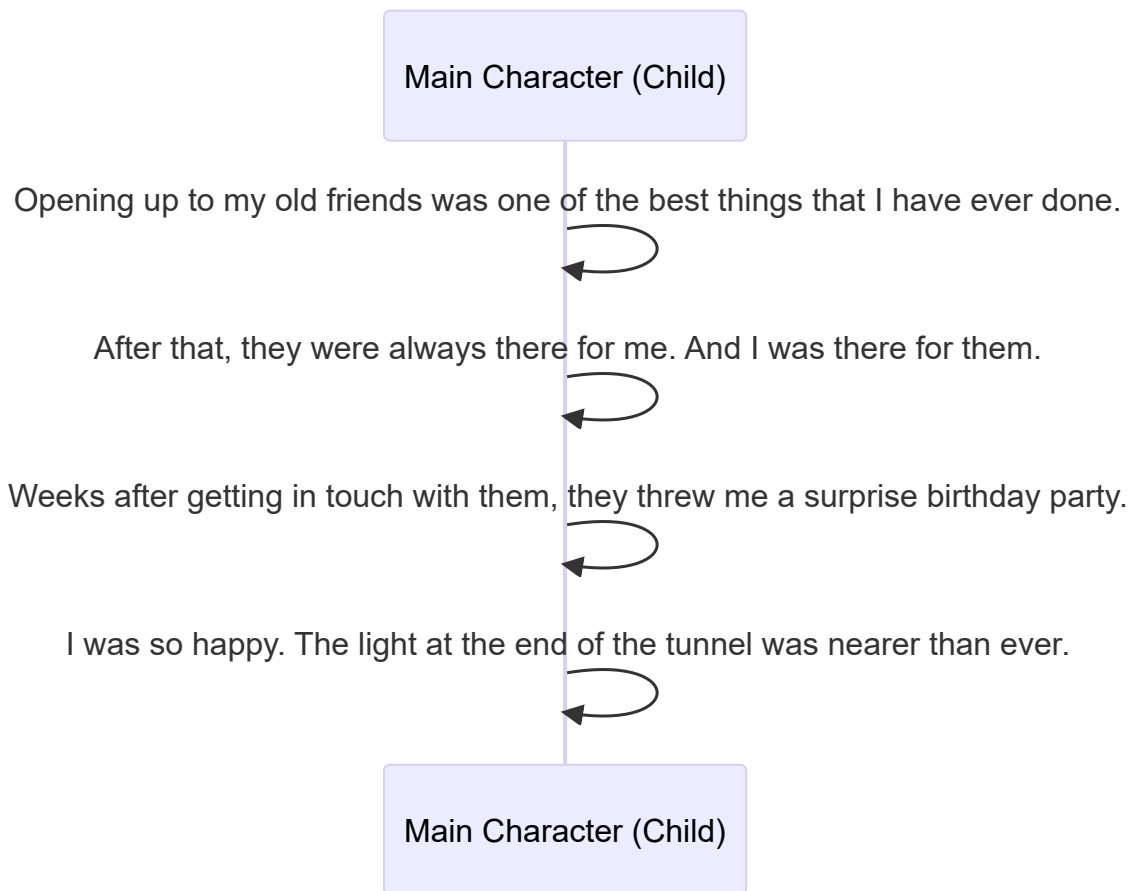 Main Character (Child)
Opening up to my old friends was one of the best things that I have ever done.
After that, they were always there for me. And I was there for them.
Weeks after getting in touch with them, they threw me a surprise birthday party.
I was so happy. The light at the end of the tunnel was nearer than ever.
Main Character (Child)